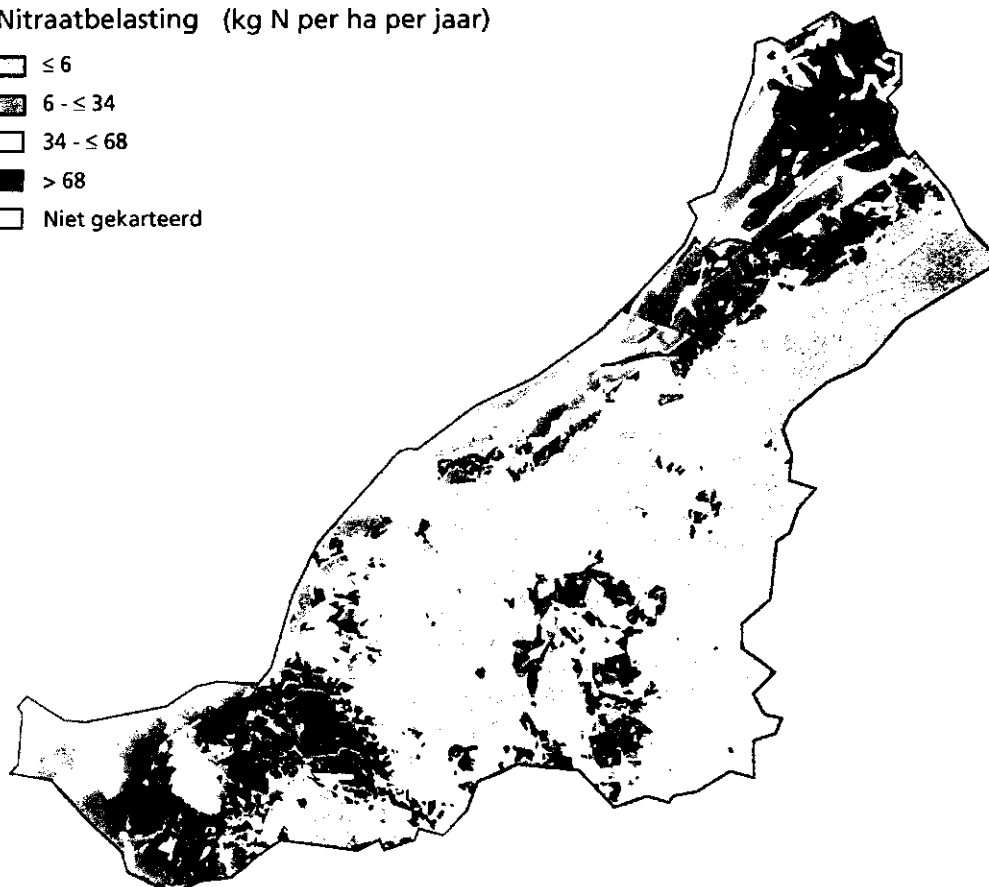 Nitraatbelasting (kg N per ha per jaar)
≤ 6
6 - ≤ 34
34 - ≤ 68
> 68
Niet gekarteerd